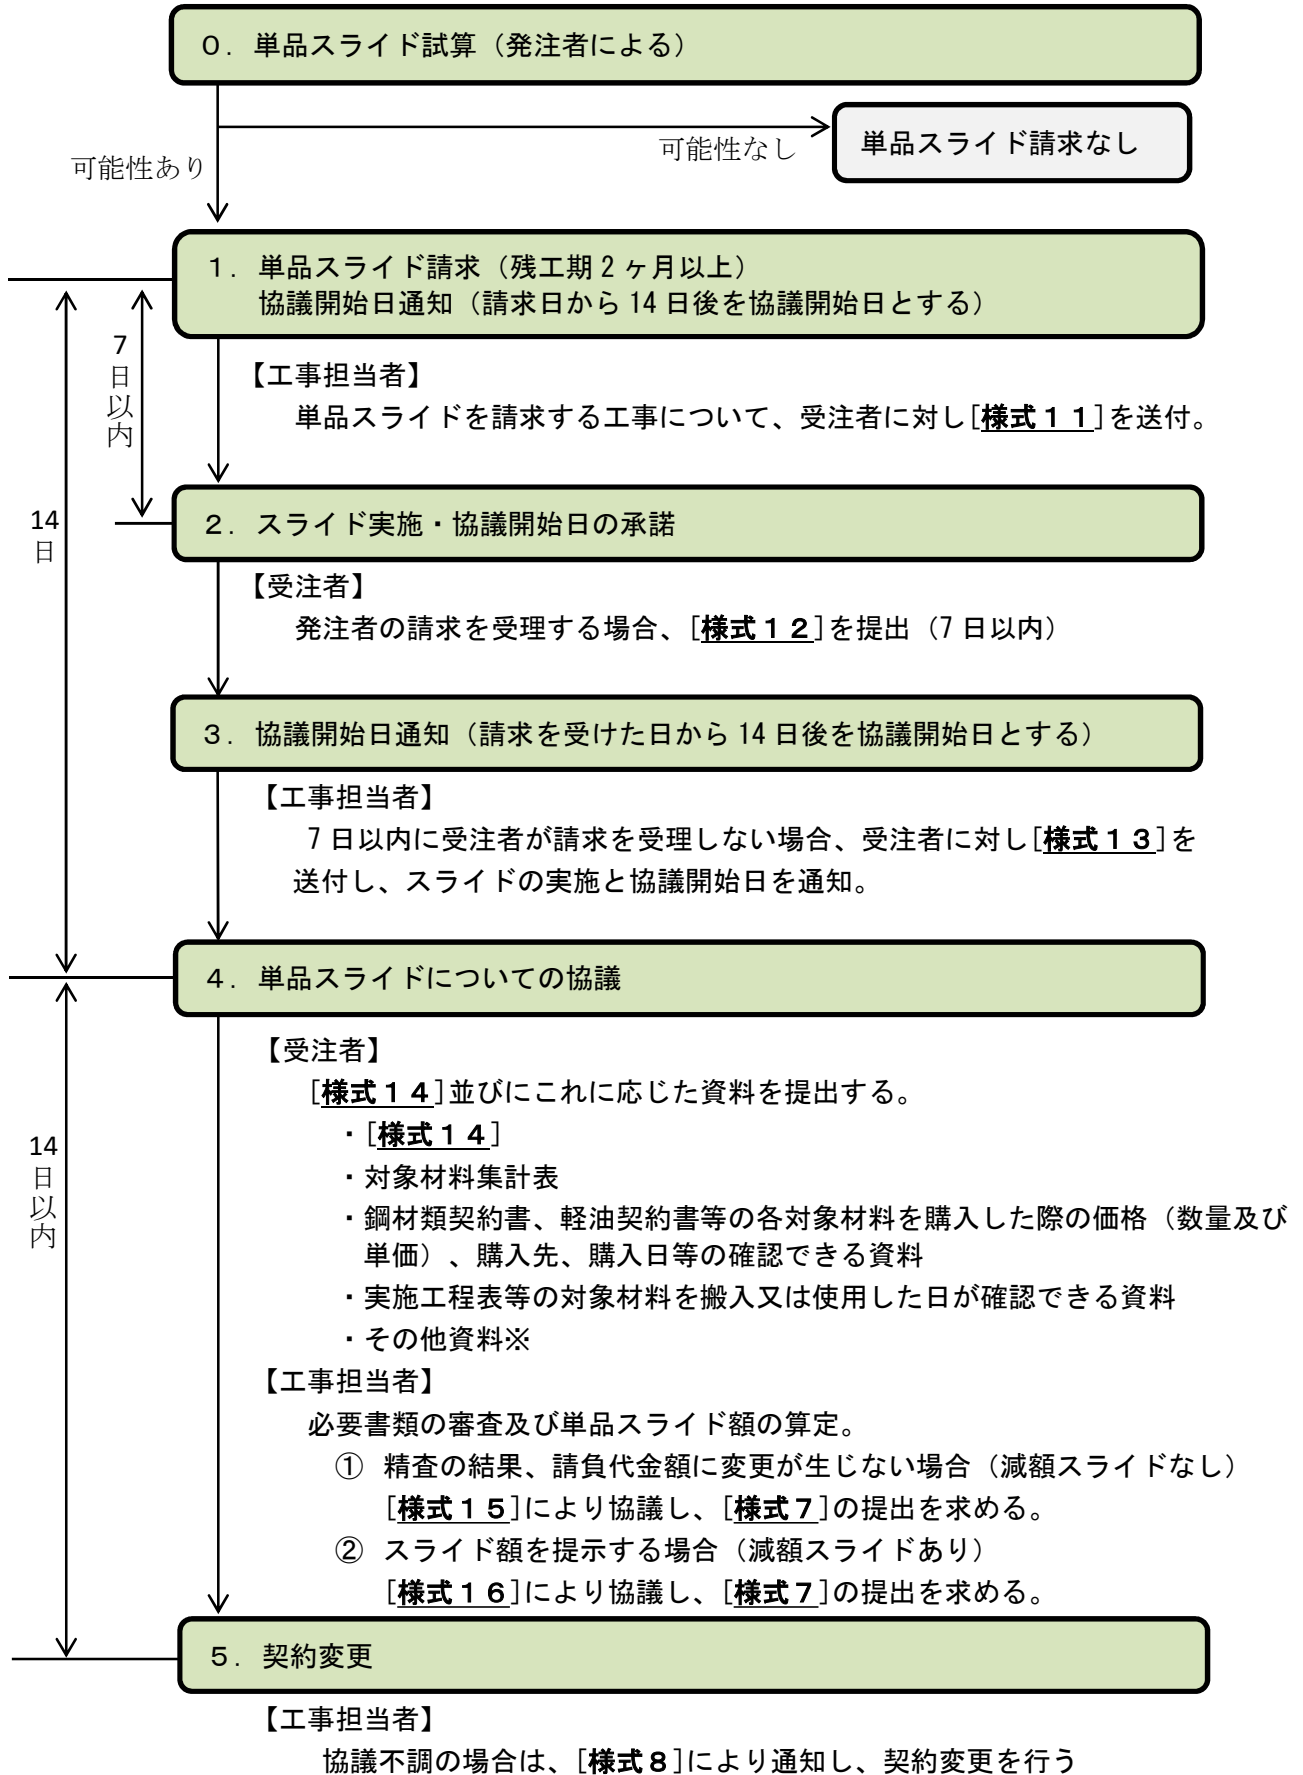 ０．単品スライド試算（発注者による）
可能性あり
可能性なし
単品スライド請求なし
１．単品スライド請求（残工期２ヶ月以上）
協議開始日通知（請求日から 14 日後を協議開始日とする）
7日以内
14日
【工事担当者】
単品スライドを請求する工事について、受注者に対し[様式１１]を送付。
２．スライド実施・協議開始日の承諾
【受注者】
発注者の請求を受理する場合、[様式１２]を提出（7 日以内）
３．協議開始日通知（請求を受けた日から 14 日後を協議開始日とする）
【工事担当者】
7 日以内に受注者が請求を受理しない場合、受注者に対し[様式１３]を
送付し、スライドの実施と協議開始日を通知。
４．単品スライドについての協議
14日以内
【受注者】
[様式１４]並びにこれに応じた資料を提出する。
・[様式１４]
・対象材料集計表
・鋼材類契約書、軽油契約書等の各対象材料を購入した際の価格（数量及び
単価）、購入先、購入日等の確認できる資料
・実施工程表等の対象材料を搬入又は使用した日が確認できる資料
・その他資料※
【工事担当者】
必要書類の審査及び単品スライド額の算定。
① 精査の結果、請負代金額に変更が生じない場合（減額スライドなし）
[様式１５]により協議し、[様式７]の提出を求める。
② スライド額を提示する場合（減額スライドあり）
[様式１６]により協議し、[様式７]の提出を求める。
５．契約変更
【工事担当者】
協議不調の場合は、[様式８]により通知し、契約変更を行う